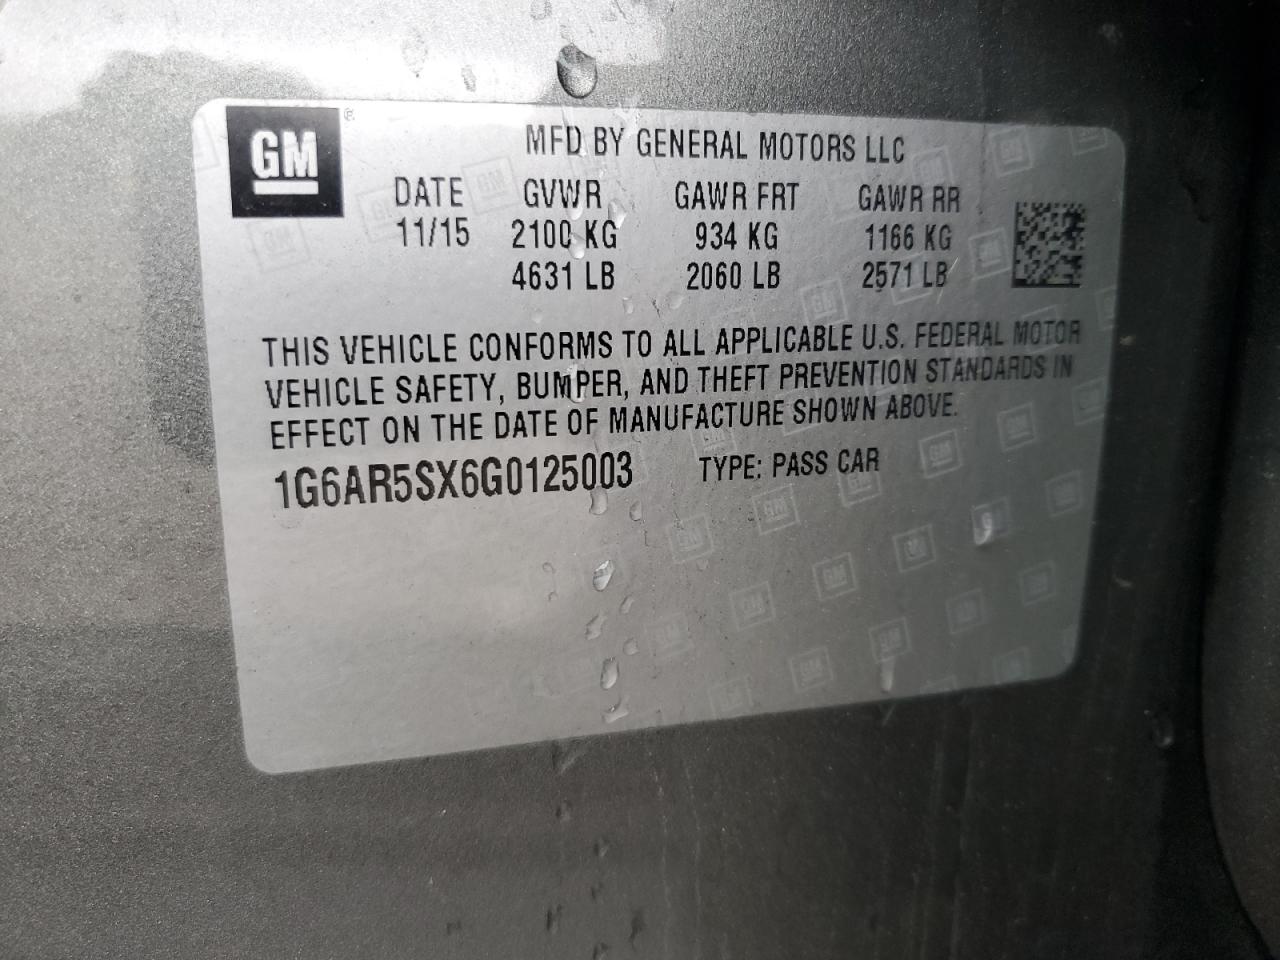 GM ®
MFD BY GENERAL MOTORS LLC
DATE GVWR GAWR FRT GAWR RR
11/15 2100 KG 934 KG 1166 KG
4631 LB 2060 LB 2571 LB
THIS VEHICLE CONFORMS TO ALL APPLICABLE U.S. FEDERAL MOTOR
VEHICLE SAFETY, BUMPER, AND THEFT PREVENTION STANDARDS IN
EFFECT ON THE DATE OF MANUFACTURE SHOWN ABOVE.
1G6AR5SX6G0125003 TYPE: PASS CAR